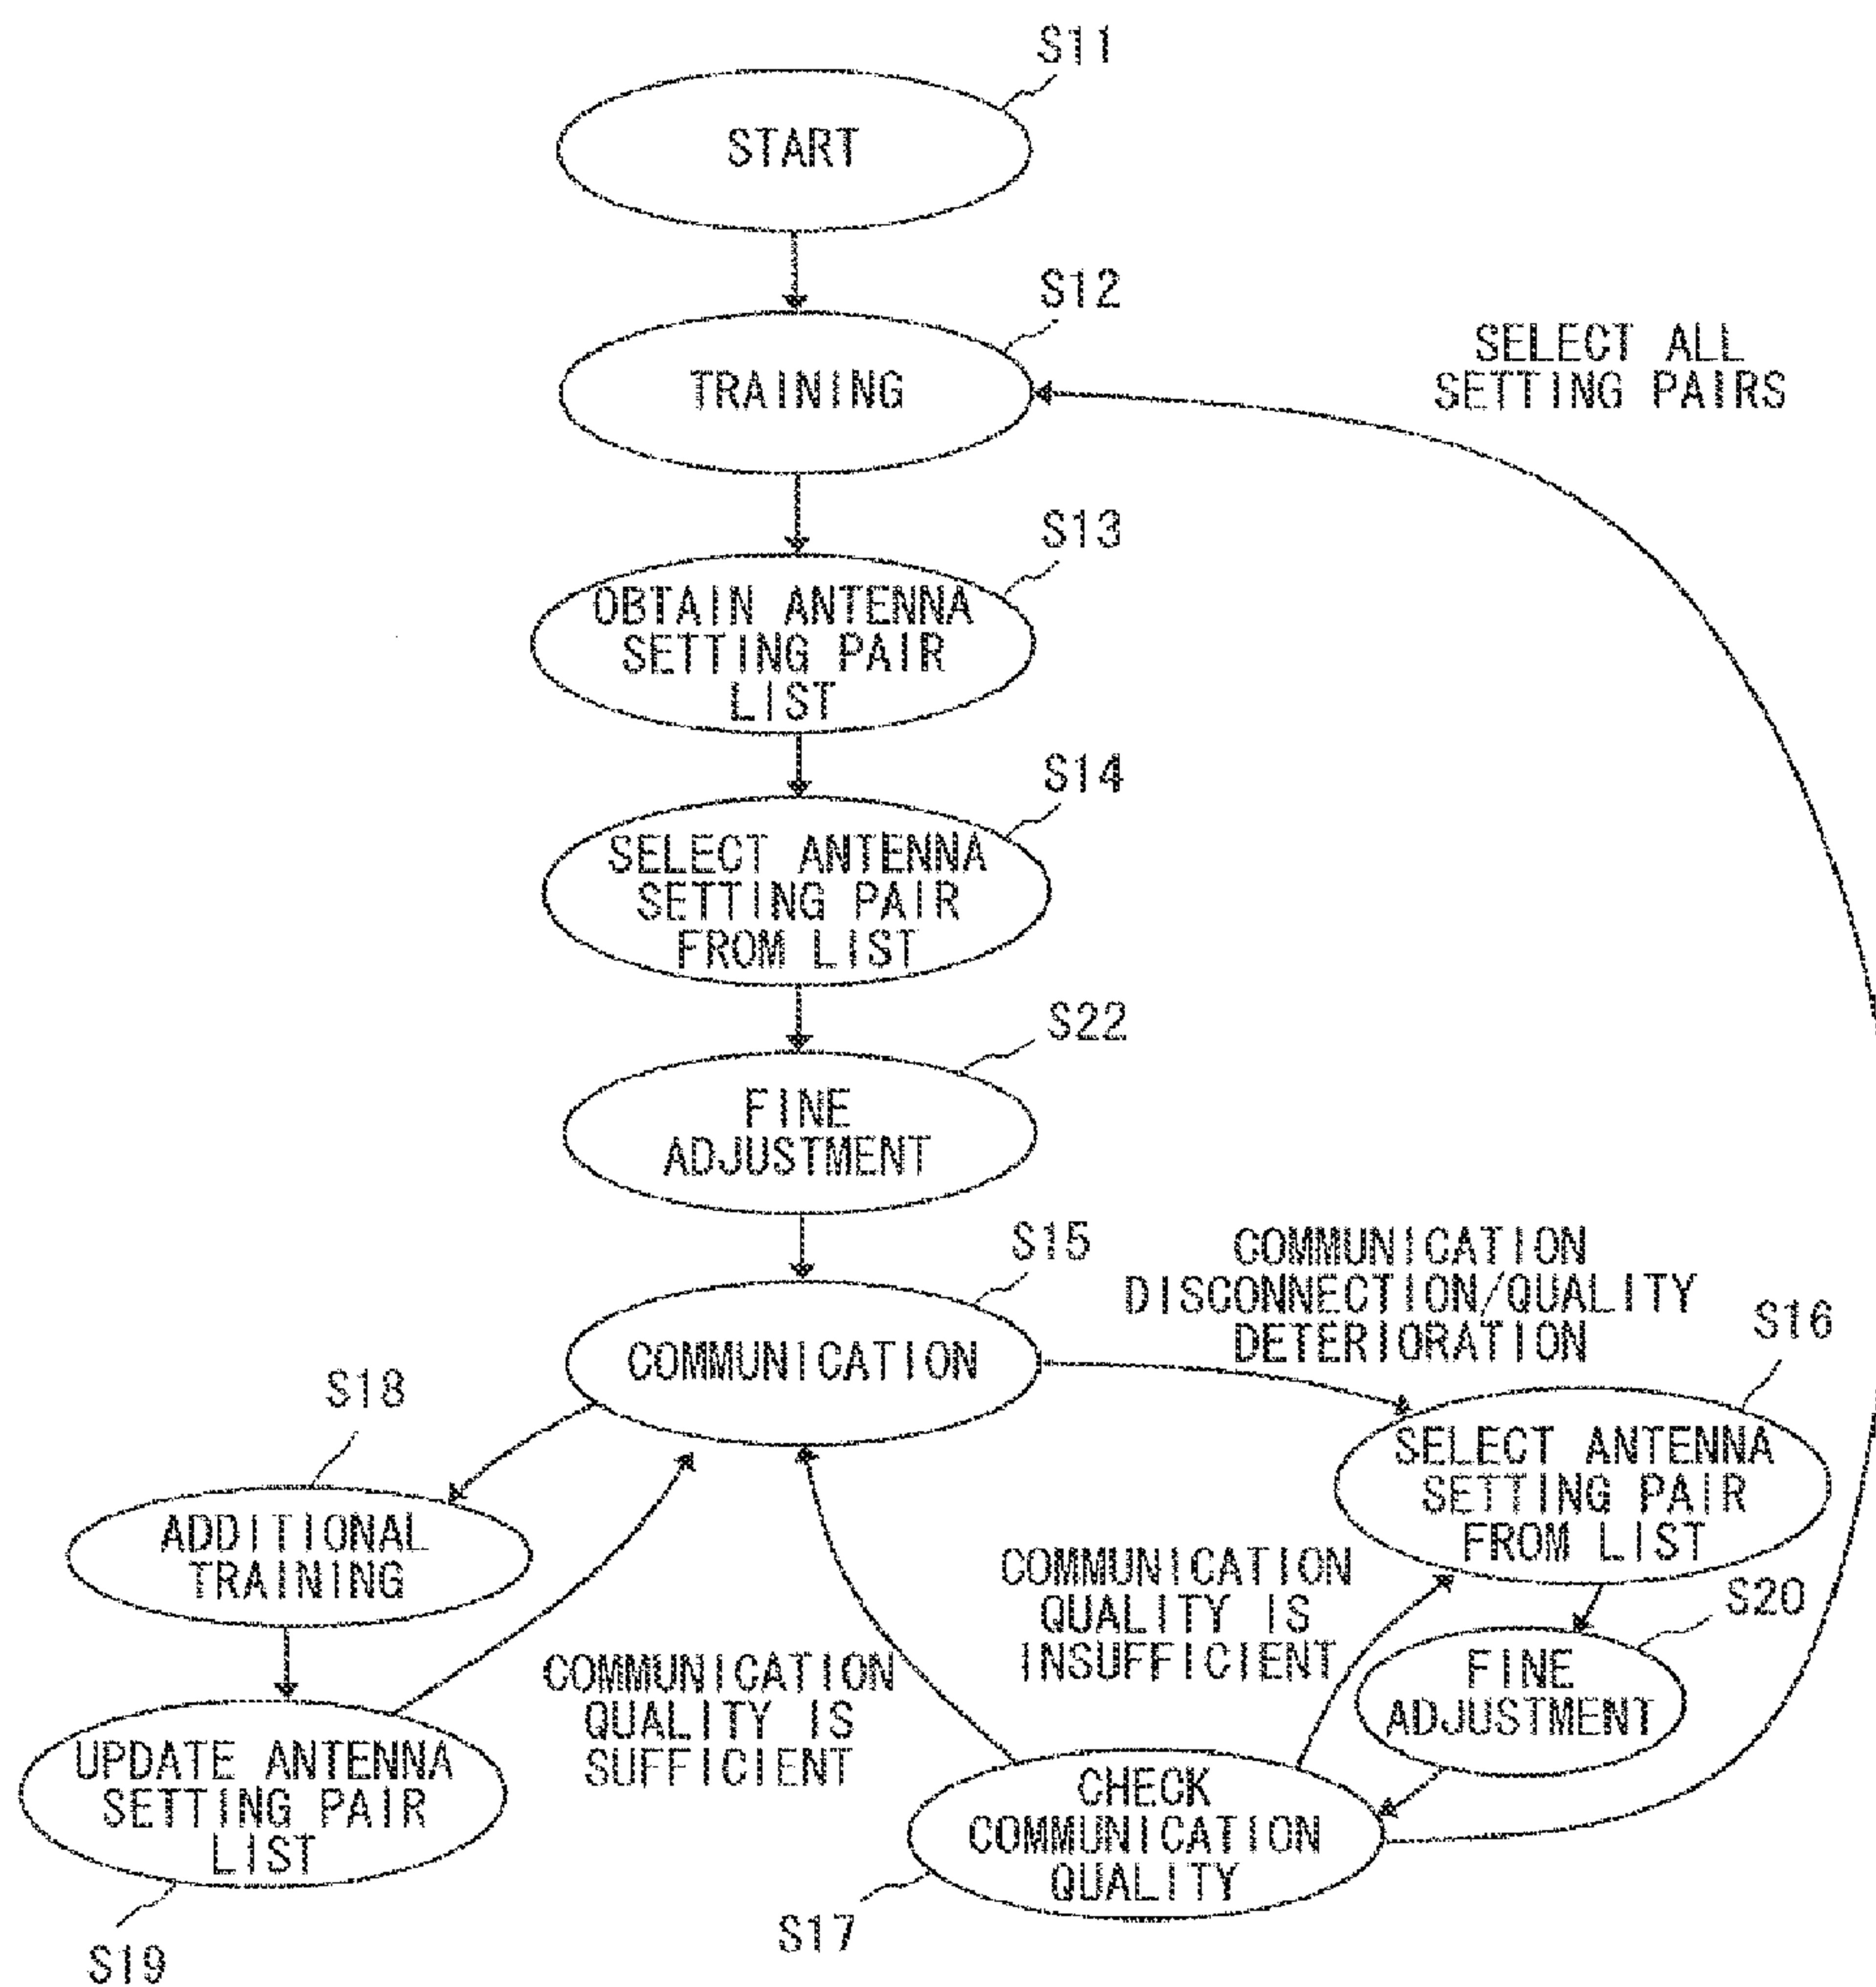 S11
START
S12
TRAINING
SELECT ALL
SETTING PAIRS
S13
OBTAIN ANTENNA
SETTING PAIR
LIST
S14
SELECT ANTENNA
SETTING PAIR
FROM LIST
S22
FINE
ADJUSTMENT
S15
COMMUNICATION
COMMUNICATION
DISCONNECTION/QUALITY
DETERIORATION
S16
SELECT ANTENNA
SETTING PAIR
FROM LIST
S18
ADDITIONAL
TRAINING
COMMUNICATION
QUALITY IS
INSUFFICIENT
S20
FINE
ADJUSTMENT
COMMUNICATION
QUALITY IS
SUFFICIENT
UPDATE ANTENNA
SETTING PAIR
LIST
S19
CHECK
COMMUNICATION
QUALITY
S17